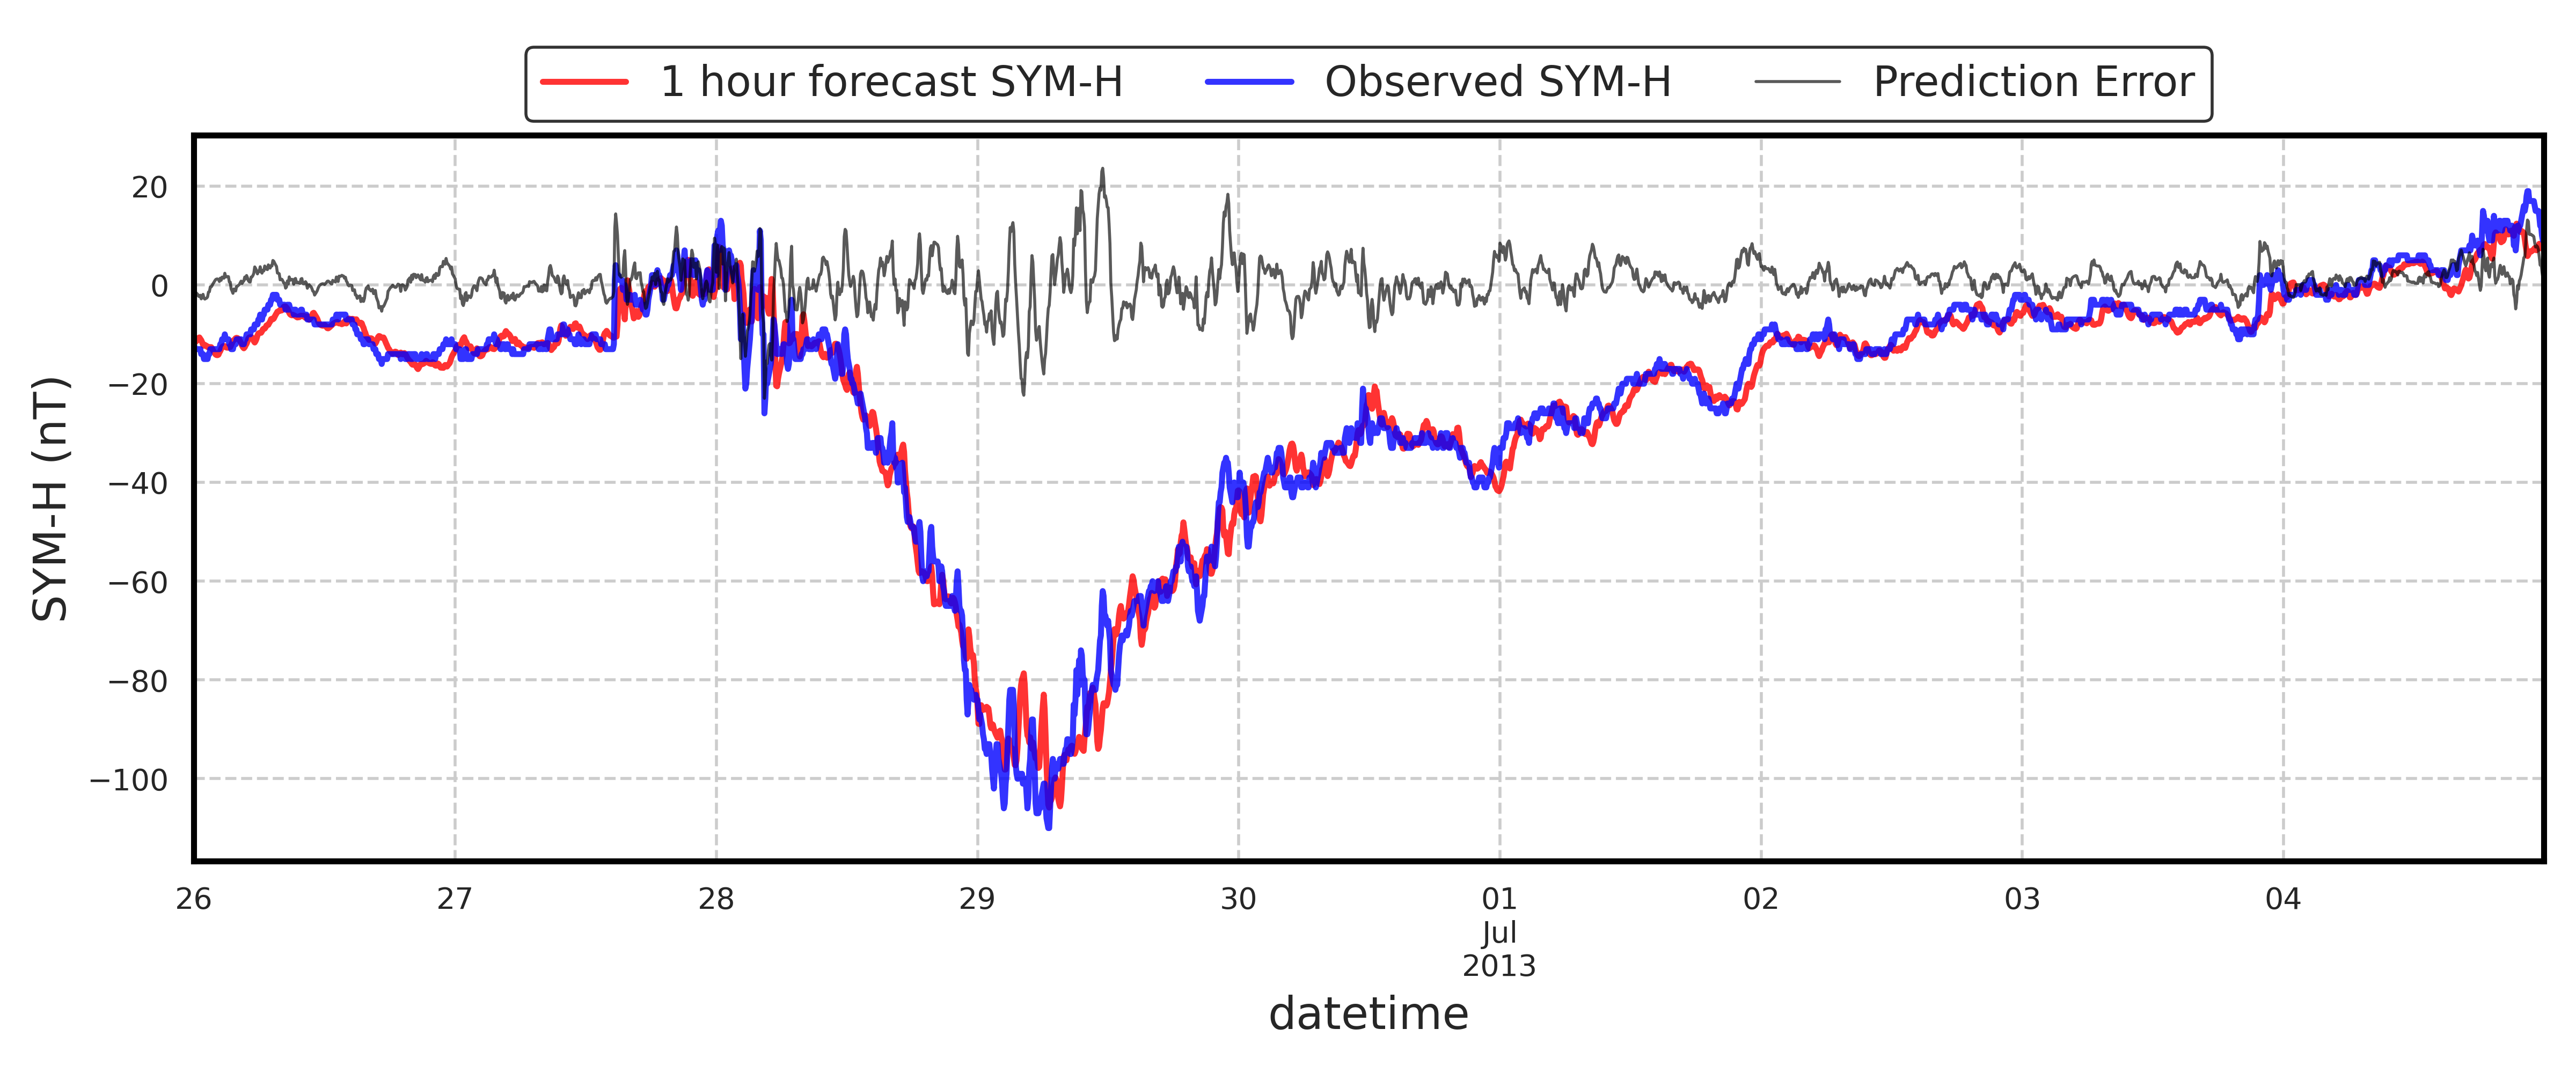 1 hour forecast SYM-H
Observed SYM-H
Prediction Error
SYM-H (nT)
20
0
−20
−40
−60
−80
−100
26
27
28
29
30
01
02
03
04
Jul
2013
datetime